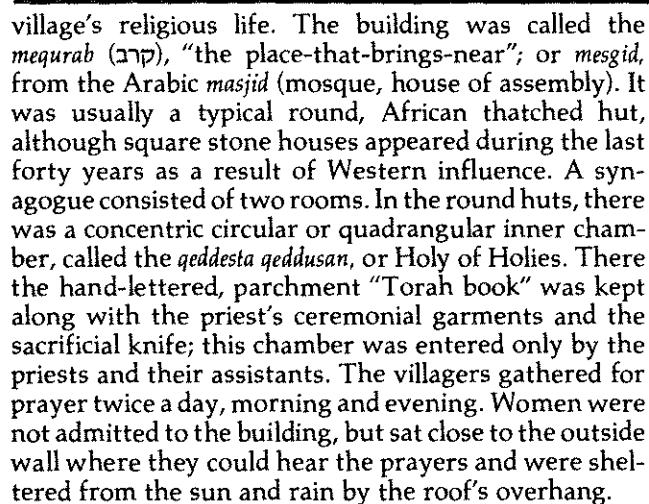 village's religious life. The building was called the
mequrab (קרב), "the place-that-brings-near"; or mesgid,
from the Arabic masjid (mosque, house of assembly). It
was usually a typical round, African thatched hut,
although square stone houses appeared during the last
forty years as a result of Western influence. A syn-
agogue consisted of two rooms. In the round huts, there
was a concentric circular or quadrangular inner cham-
ber, called the qeddesta qeddusan, or Holy of Holies. There
the hand-lettered, parchment "Torah book" was kept
along with the priest's ceremonial garments and the
sacrificial knife; this chamber was entered only by the
priests and their assistants. The villagers gathered for
prayer twice a day, morning and evening. Women were
not admitted to the building, but sat close to the outside
wall where they could hear the prayers and were shel-
tered from the sun and rain by the roof's overhang.